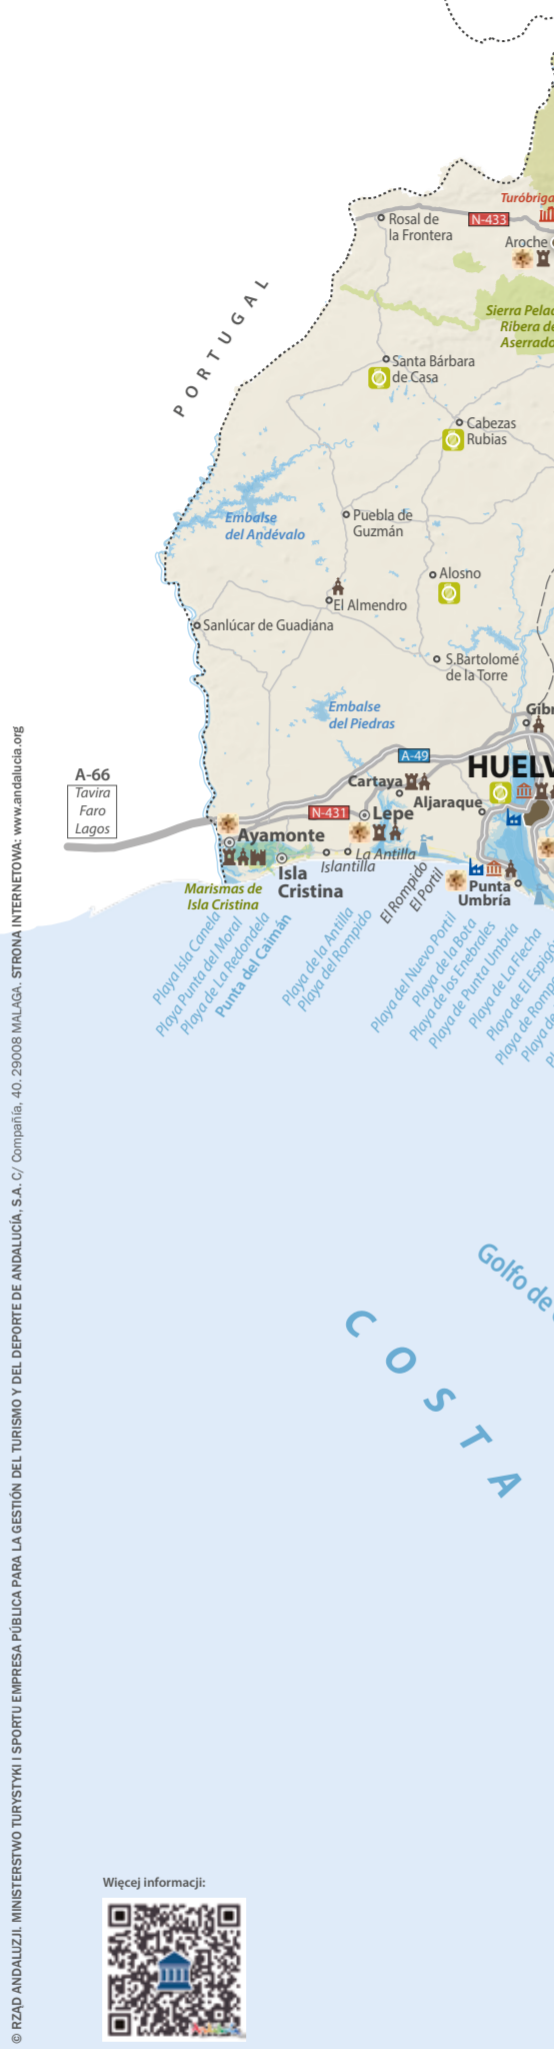 Turóbriga
Rosal de
la Frontera
N-433
Aroche
PORTUGAL
Sierra Pelad
Ribera de
Aserrado
Santa Bárbara
de Casa
Cabezas
Rubias
Embalse
del Andévalo
Puebla de
Guzmán
Alosno
El Almendro
Sanlúcar de Guadiana
S.Bartolomé
de la Torre
Embalse
del Piedras
Gibr
A-49
HUELV
A-66
Tavira
Faro
Lagos
Cartaya
Aljaraque
N-431
Lepe
Ayamonte
La Antilla
Islantilla
Isla
Cristina
El Rompido
El Portil
Marismas de
Isla Cristina
Punta
Umbría
Playa Isla Canela
Playa Punta del Moral
Playa de La Redondela
Punta del Caimán
Playa de la Antilla
Playa del Rompido
Playa del Nuevo Portil
Playa de la Bota
Playa de los Enebrales
Playa de Punta Umbría
Playa de La Flecha
Playa de El Espig
Playa de Romp
Playa de
Golfo de
COSTA
Więcej informacji:
© RZĄD ANDALUZJI. MINISTERSTWO TURYSTYKI I SPORTU EMPRESA PÚBLICA PARA LA GESTIÓN DEL TURISMO Y DEL DEPORTE DE ANDALUCÍA, S.A. C/ Compañía, 40. 29008 MALAGA. STRONA INTERNETOWA: www.andalucia.org